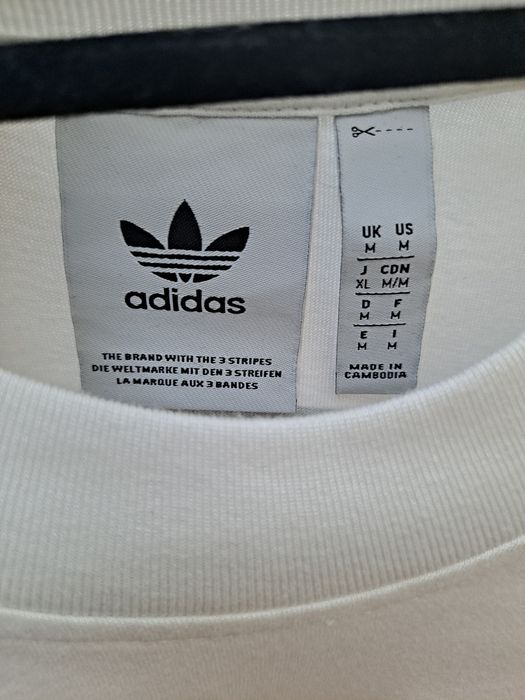 adidas
THE BRAND WITH THE 3 STRIPES
DIE WELTMARKE MIT DEN 3 STREIFEN
LA MARQUE AUX 3 BANDES
UK US
M M
J CDN
XL M/M
D F
M M
E I
M M
MADE IN
CAMBODIA